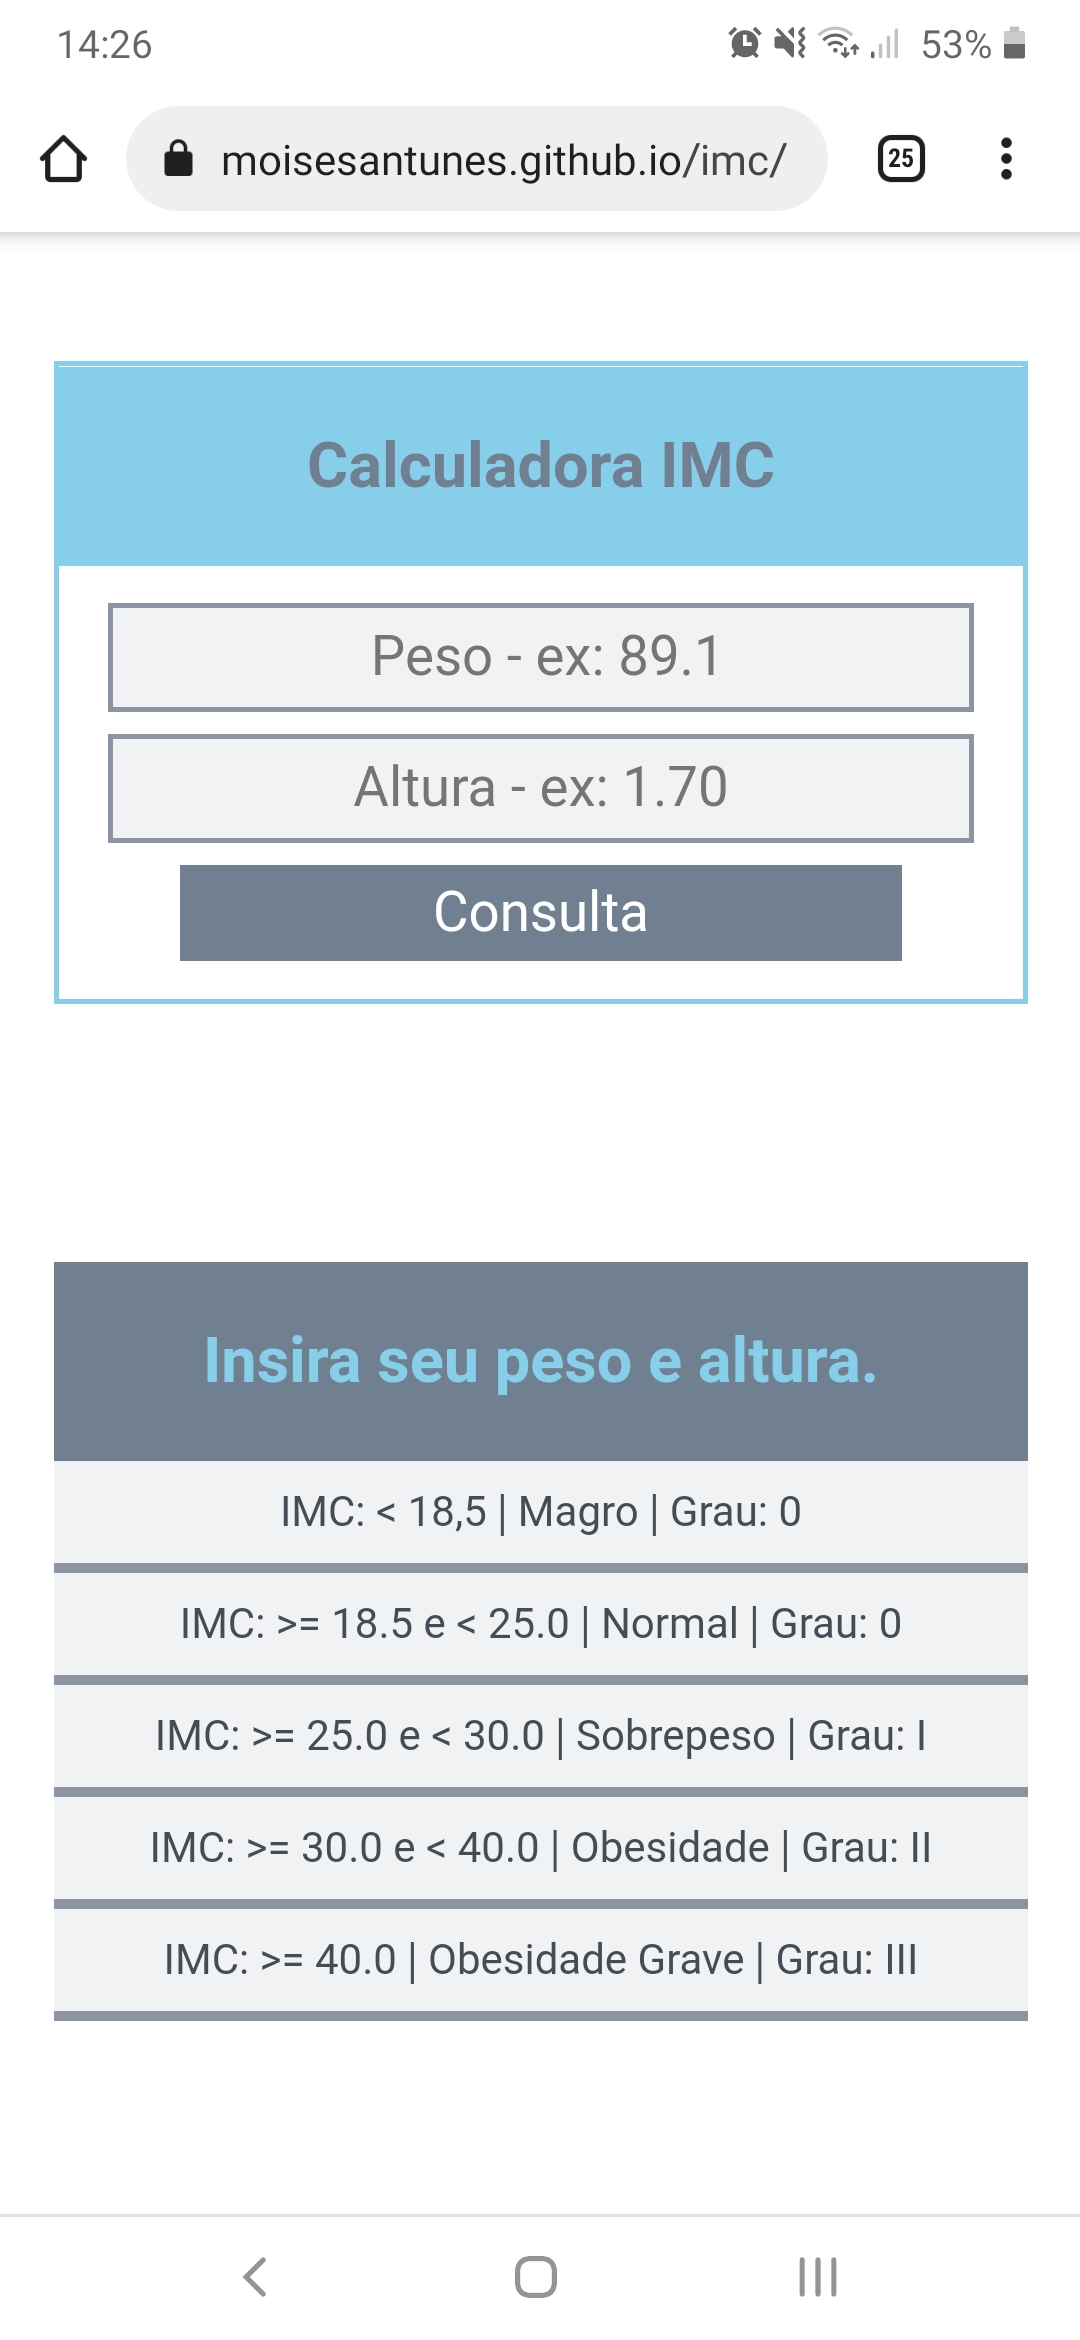 14:26
53%
moisesantunes.github.io/imc/
25
Calculadora IMC
Peso - ex: 89.1
Altura - ex: 1.70
Consulta
Insira seu peso e altura.
IMC: < 18,5 | Magro | Grau: 0
IMC: >= 18.5 e < 25.0 | Normal | Grau: 0
IMC: >= 25.0 e < 30.0 | Sobrepeso | Grau: I
IMC: >= 30.0 e < 40.0 | Obesidade | Grau: II
IMC: >= 40.0 | Obesidade Grave | Grau: III